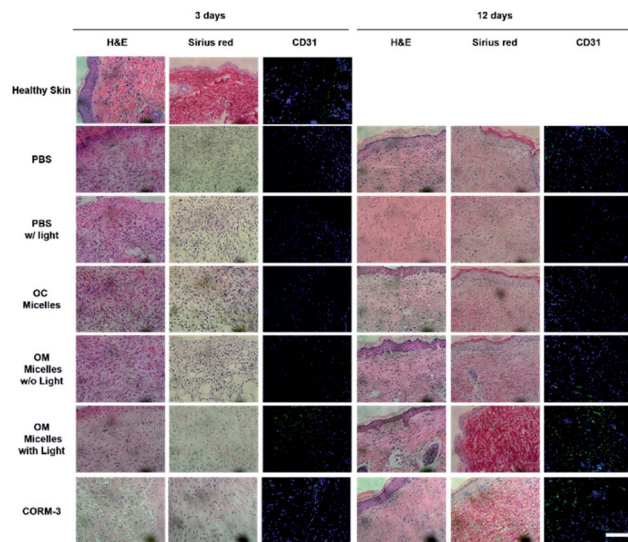 3 days 12 days
H&E Sirius red CD31 H&E Sirius red CD31
Healthy Skin
PBS
PBS
w/ light
OC
Micelles
OM
Micelles
w/o Light
OM
Micelles
with Light
CORM-3